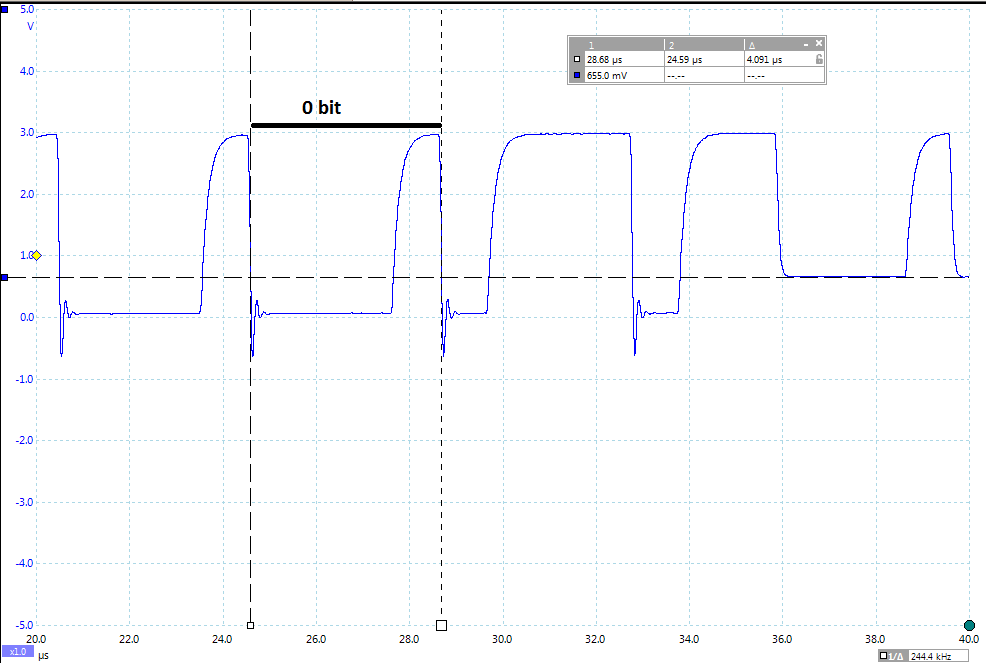 5.0
V
4.0
3.0
2.0
1.0
0.0
-1.0
-2.0
-3.0
-4.0
-5.0
0 bit
1 2 Δ
28.68 µs 24.59 µs 4.091 µs
655.0 mV --.-- --.--
20.0 22.0 24.0 26.0 28.0 30.0 32.0 34.0 36.0 38.0 40.0
x1.0 µs
1/Δ 244.4 kHz